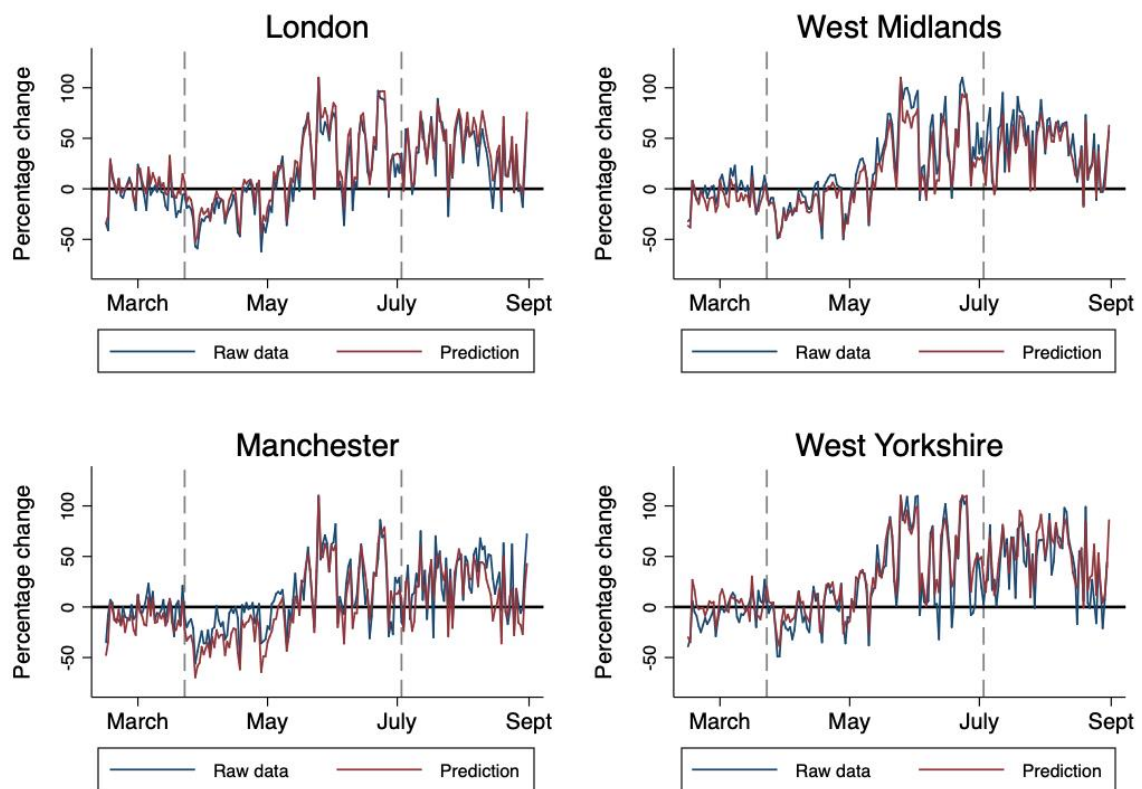 London
Percentage change
100
50
0
-50
March May July Sept
Raw data Prediction
West Midlands
Percentage change
100
50
0
-50
March May July Sept
Raw data Prediction
Manchester
Percentage change
100
50
0
-50
March May July Sept
Raw data Prediction
West Yorkshire
Percentage change
100
50
0
-50
March May July Sept
Raw data Prediction